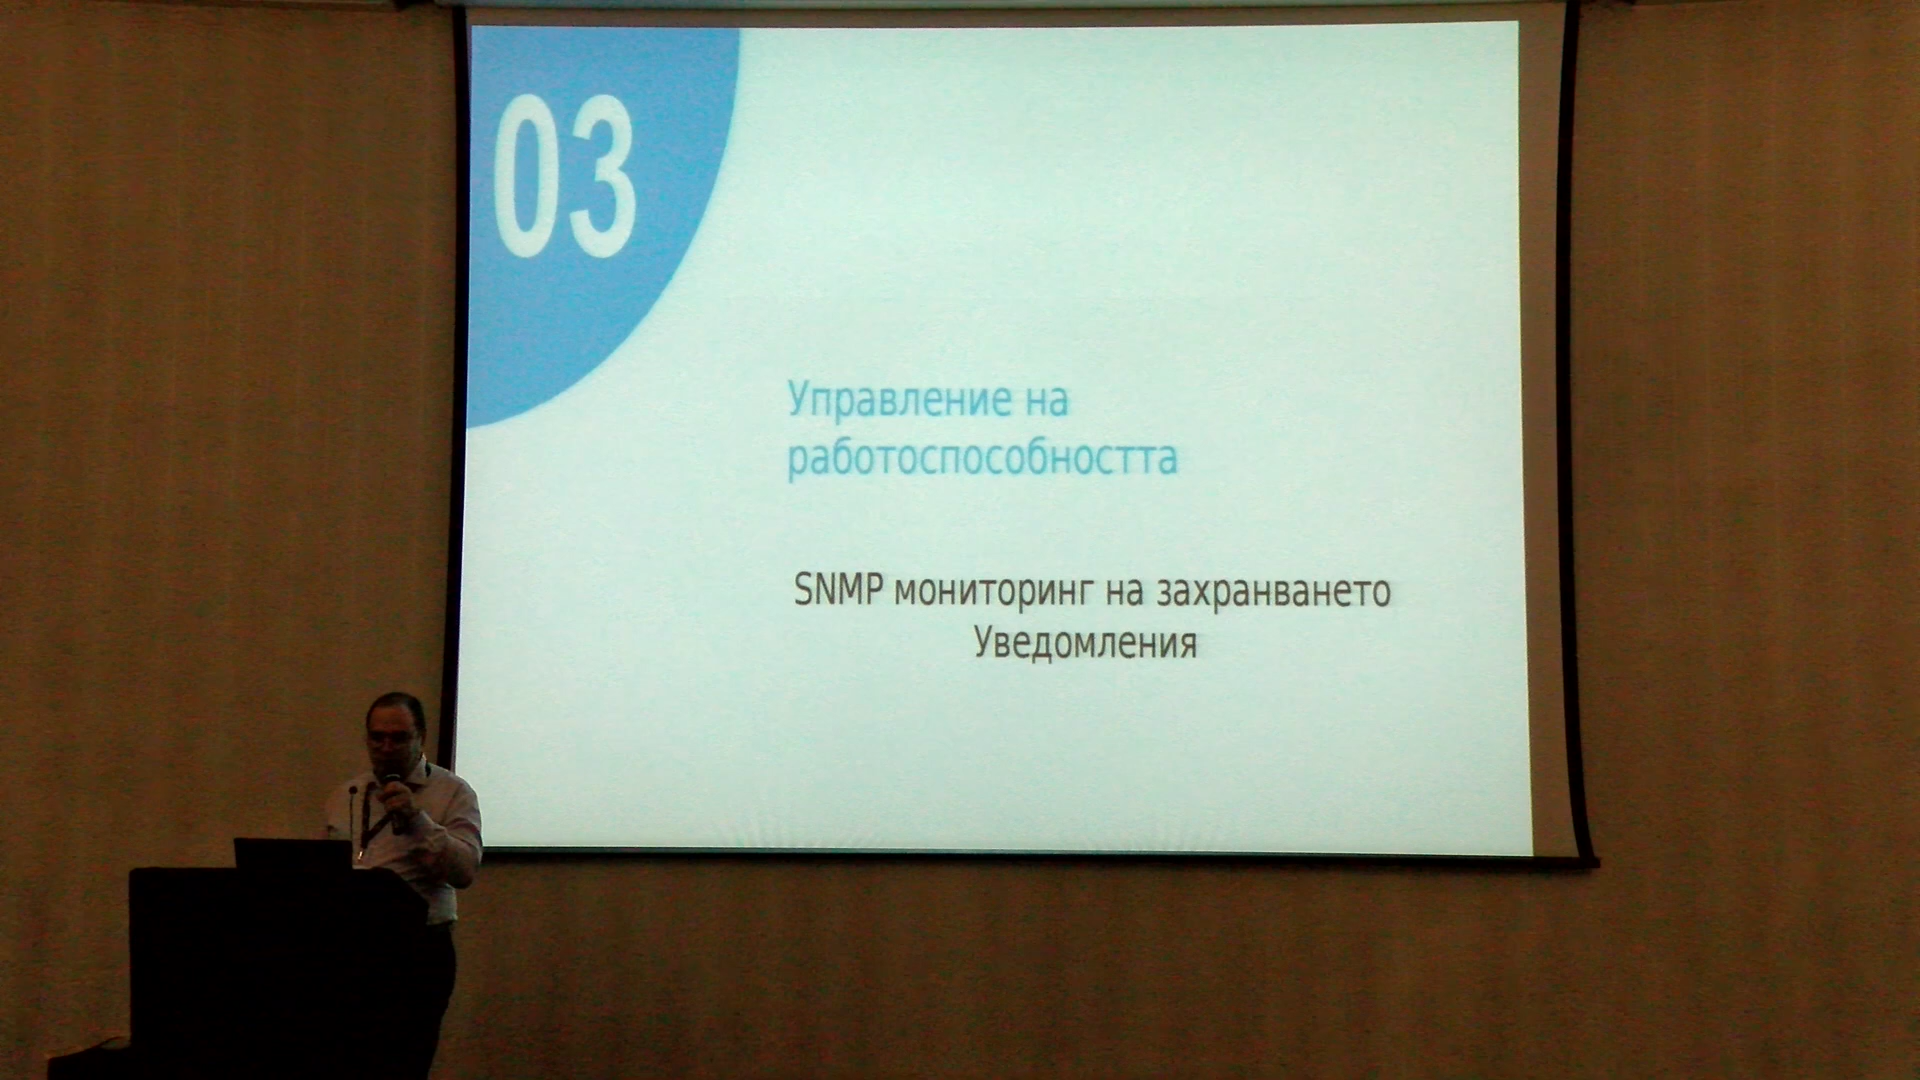 03
Управление на
работоспособността
SNMP мониторинг на захранването
Уведомления